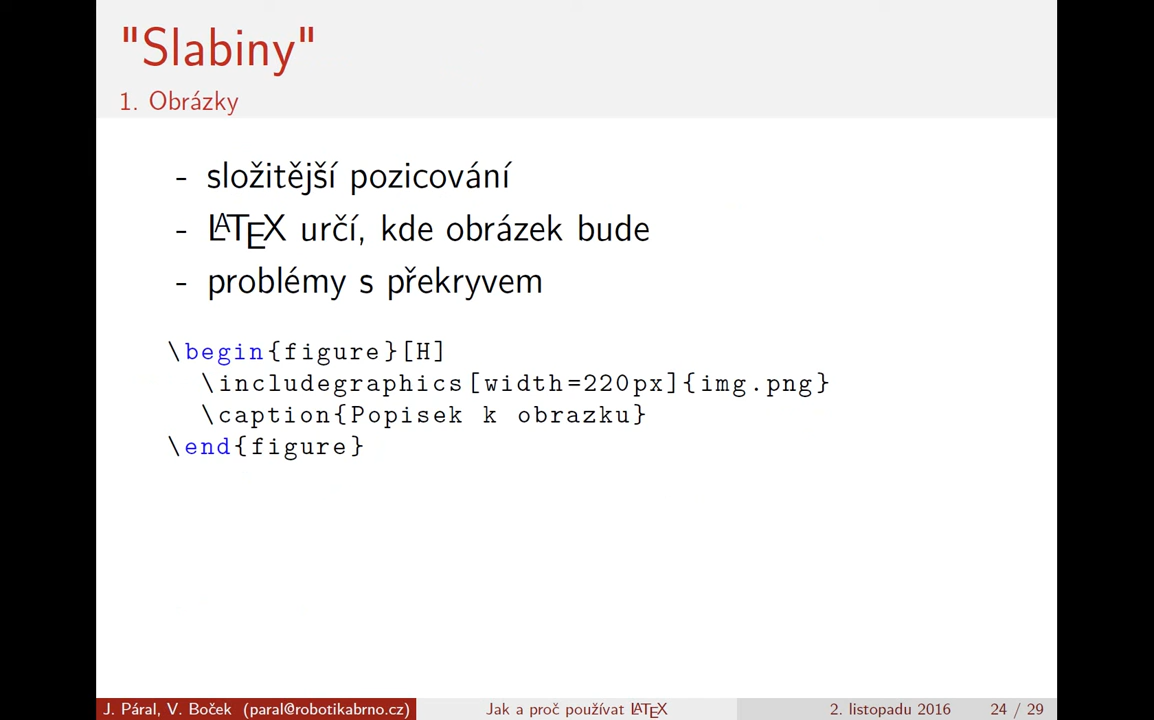 "Slabiny"
1. Obrázky
- složitější pozicování
- LATEX určí, kde obrázek bude
- problémy s překryvem
\begin{figure}[H]
\includegraphics[width=220px]{img.png}
\caption{Popisek k obrazku}
\end{figure}
J. Páral, V. Boček (paral@robotikabrno.cz) Jak a proč používat LATEX 2. listopadu 2016 24 / 29